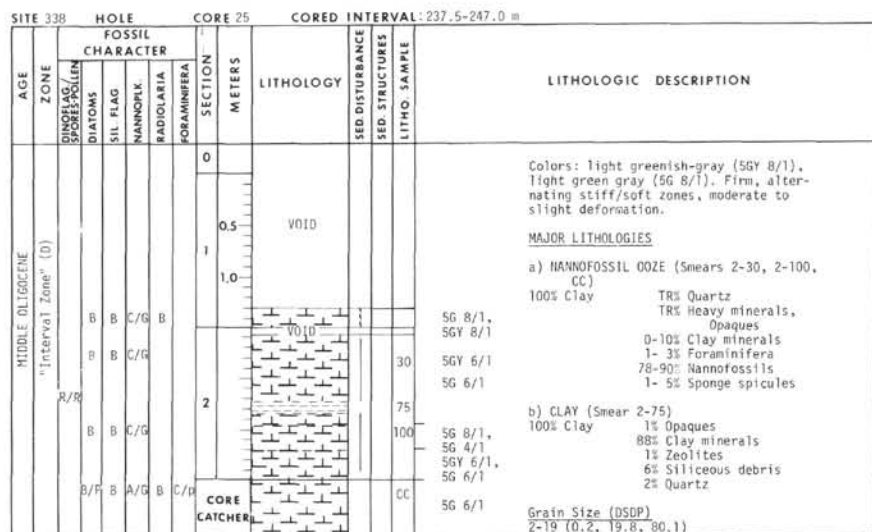 SITE 338 HOLE CORE 25 CORED INTERVAL: 237.5-247.0 m
AGE
ZONE
FOSSIL
CHARACTER
DINOFLAG./
SPORES-POLLEN
DIATOMS
SIL. FLAG
NANNOPLK.
RADIOLARIA
FORAMINIFERA
SECTION
METERS
LITHOLOGY
SED. DISTURBANCE
SED. STRUCTURES
LITHO. SAMPLE
LITHOLOGIC DESCRIPTION
MIDDLE OLIGOCENE
"Interval Zone" (D)
0
0.5
VOID
1
1.0
B B C/G B
VOID
B B C/G
30
R/R
2
75
B B C/G
100
B/F B A/G B C/p
CORE
CATCHER
CC
5G 8/1,
5GY 8/1
5GY 6/1
5G 6/1
5G 8/1,
5G 4/1
5GY 6/1,
5G 6/1
5G 6/1
Colors: light greenish-gray (5GY 8/1),
light green gray (5G 8/1). Firm, alter-
nating stiff/soft zones, moderate to
slight deformation.
MAJOR LITHOLOGIES
a) NANNOFOSSIL OOZE (Smears 2-30, 2-100,
CC)
100% Clay TR% Quartz
TR% Heavy minerals,
Opaques
0-10% Clay minerals
1- 3% Foraminifera
78-90% Nannofossils
1- 5% Sponge spicules
b) CLAY (Smear 2-75)
100% Clay 1% Opaques
88% Clay minerals
1% Zeolites
6% Siliceous debris
2% Quartz
Grain Size (DSDP)
2-19 (0.2, 19.8, 80.1)